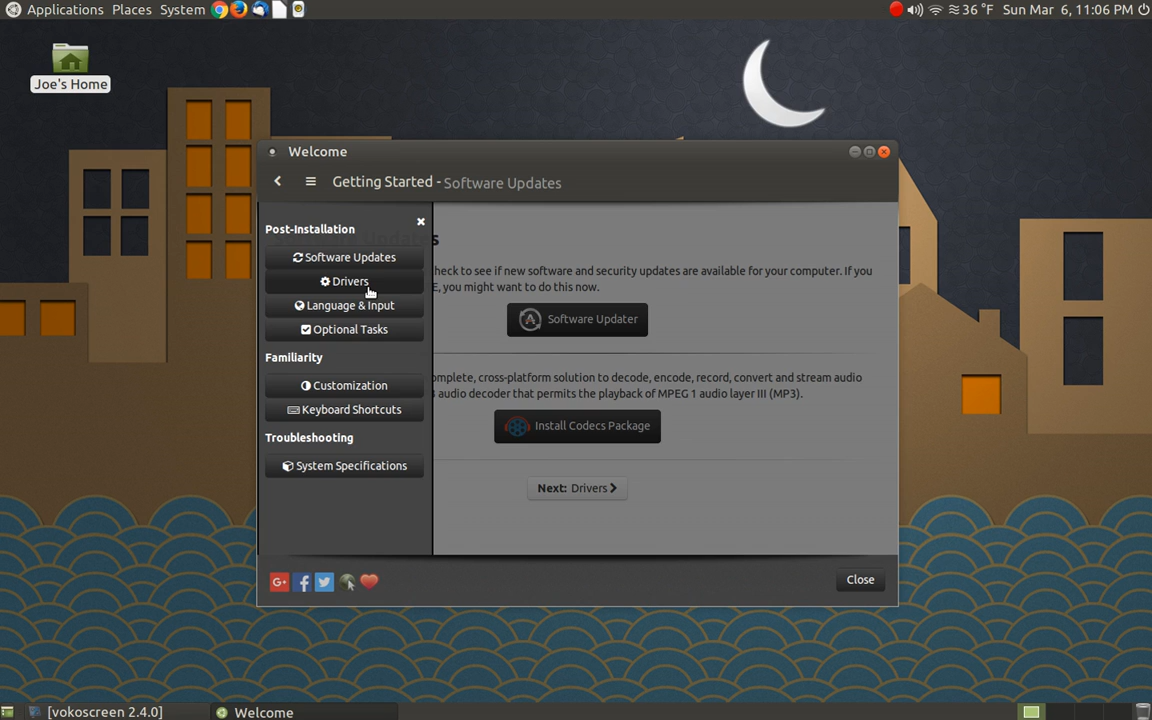 Applications Places System
36 °F Sun Mar 6, 11:06 PM
Joe's Home
Welcome
Getting Started - Software Updates
Post-Installation
Software Updates
Drivers
Language & Input
Optional Tasks
Familiarity
Customization
Keyboard Shortcuts
Troubleshooting
System Specifications
check to see if new software and security updates are available for your computer. If you
E, you might want to do this now.
Software Updater
omplete, cross-platform solution to decode, encode, record, convert and stream audio
audio decoder that permits the playback of MPEG 1 audio layer III (MP3).
Install Codecs Package
Next: Drivers
G+
Close
[vokoscreen 2.4.0]
Welcome